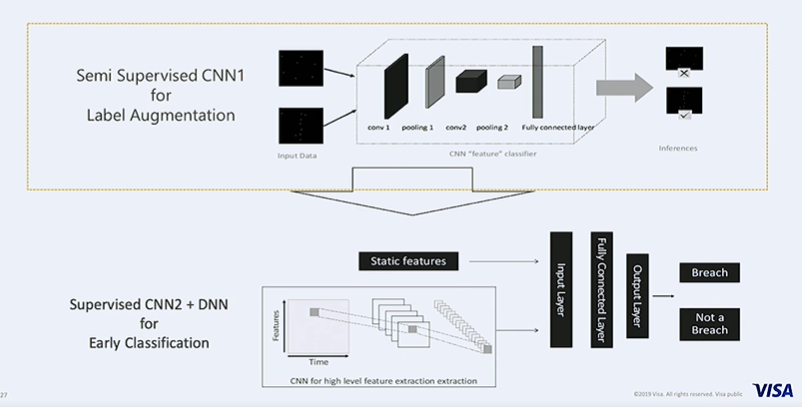 Semi Supervised CNN1
for
Label Augmentation
Input Data
conv 1
pooling 1
conv2
pooling 2
Fully connected layer
CNN "feature" classifier
Inferences
Static features
Supervised CNN2 + DNN
for
Early Classification
Features
Time
CNN for high level feature extraction extraction
Input Layer
Fully Connected Layer
Output Layer
Breach
Not a
Breach
27
©2019 Visa. All rights reserved. Visa public
VISA